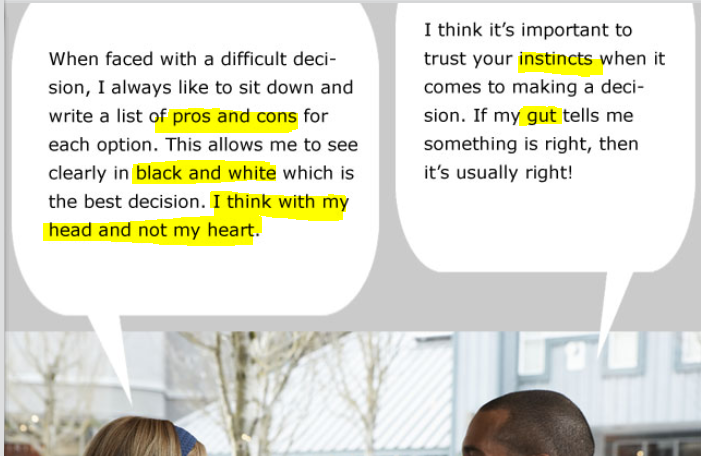 When faced with a difficult deci-
sion, I always like to sit down and
write a list of pros and cons for
each option. This allows me to see
clearly in black and white which is
the best decision. I think with my
head and not my heart.
I think it's important to
trust your instincts when it
comes to making a deci-
sion. If my gut tells me
something is right, then
it's usually right!